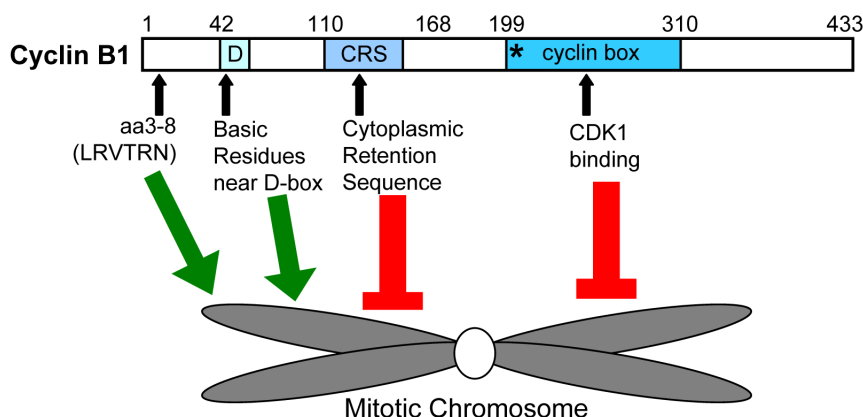 1 42 110 168 199 310 433
Cyclin B1 D CRS * cyclin box
aa3-8
(LRVTRN)
Basic
Residues
near D-box
Cytoplasmic
Retention
Sequence
CDK1
binding
Mitotic Chromosome